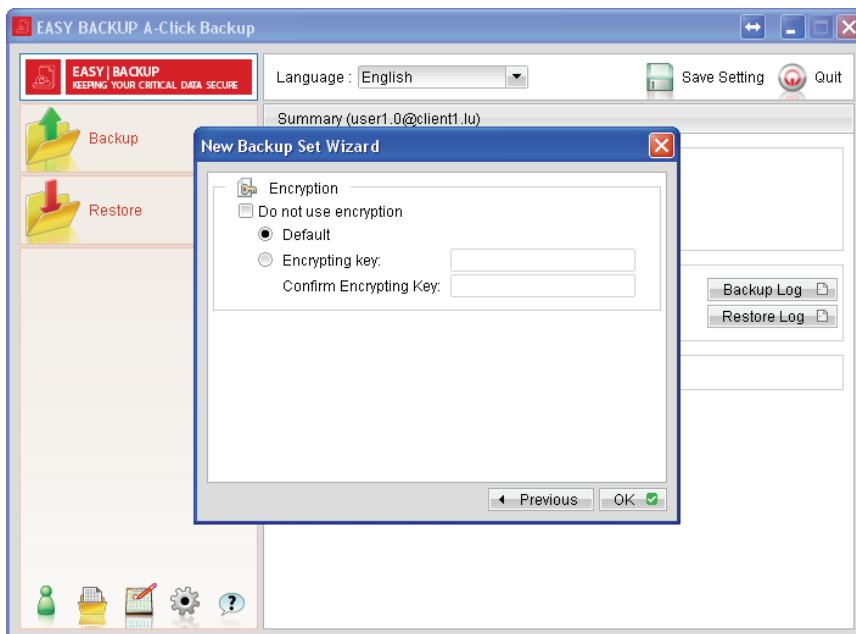 EASY BACKUP A-Click Backup
EASY | BACKUP
KEEPING YOUR CRITICAL DATA SECURE
Language : English
Save Setting
Quit
Backup
Restore
Summary (user1.0@client1.lu)
New Backup Set Wizard
Encryption
Do not use encryption
Default
Encrypting key:
Confirm Encrypting Key:
Previous
OK
Backup Log
Restore Log
?